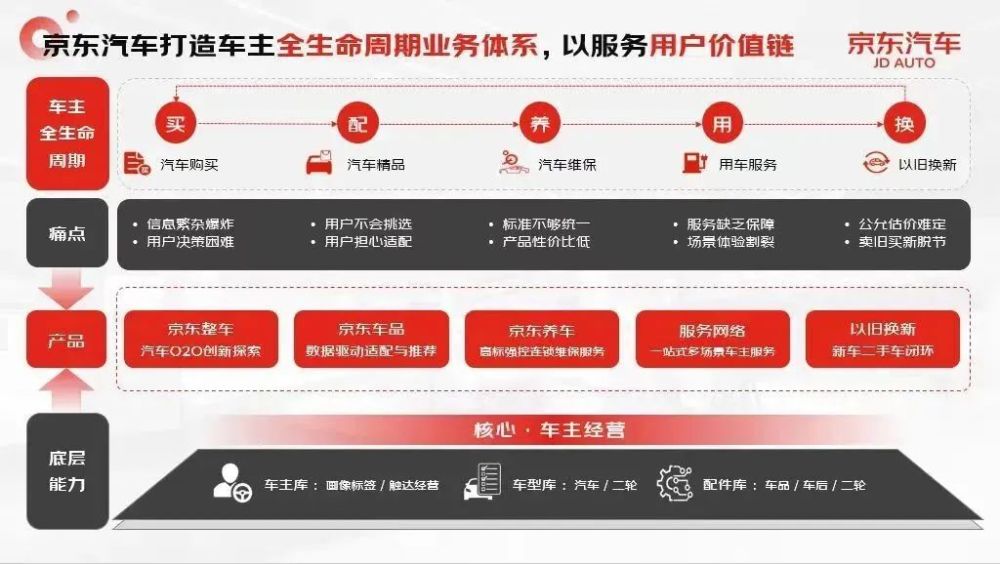 京东汽车打造车主全生命周期业务体系，以服务用户价值链
京东汽车
JD AUTO
车主
全生命
周期
买
配
养
用
换
汽车购买
汽车精品
汽车维保
用车服务
以旧换新
痛点
• 信息繁杂爆炸
• 用户决策困难
• 用户不会挑选
• 用户担心适配
• 标准不够统一
• 产品性价比低
• 服务缺乏保障
• 场景体验割裂
• 公允估价难定
• 卖旧买新脱节
产品
京东整车
汽车O2O创新探索
京东车品
数据驱动适配与推荐
京东养车
高标强控连锁维保服务
服务网络
一站式多场景车主服务
以旧换新
新车二手车闭环
底层
能力
核心·车主经营
车主库：画像标签/触达经营
车型库：汽车/二轮
配件库：车品/车后/二轮